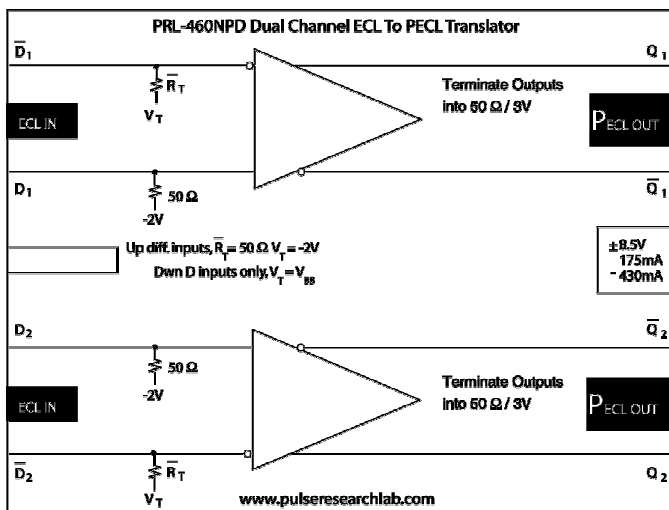 PRL-460NPD Dual Channel ECL To PECL Translator
D̅1 Q1
R̅T
VT
Terminate Outputs
into 50 Ω / 3V
ECL IN
PECL OUT
D1 Q̅1
50 Ω
-2V
Up diff. inputs, R̅T = 50 Ω VT = -2V
Dwn D inputs only, VT = VBB
±8.5V
175mA
-430mA
D2 Q̅2
50 Ω
-2V
Terminate Outputs
into 50 Ω / 3V
ECL IN
PECL OUT
D̅2 Q2
R̅T
VT
www.pulseresearchlab.com